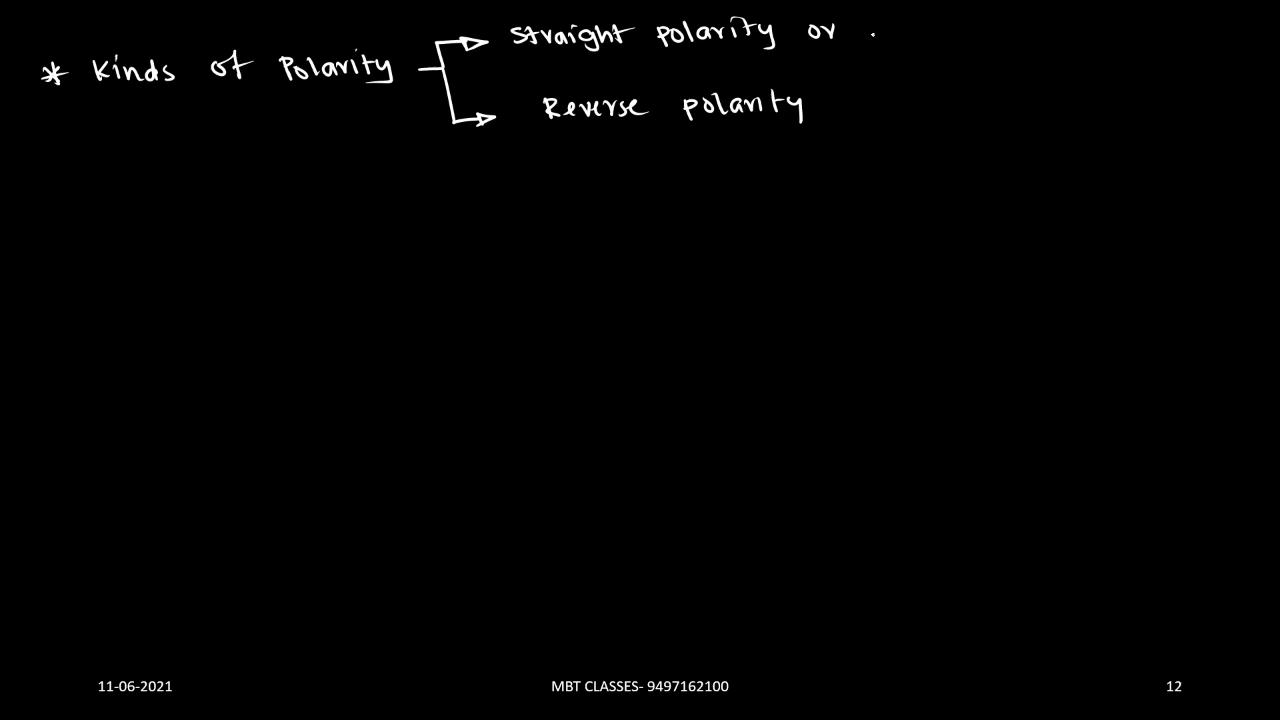 Straight polarity or .
* Kinds of Polarity
Reverse polarity
11-06-2021
MBT CLASSES- 9497162100
12